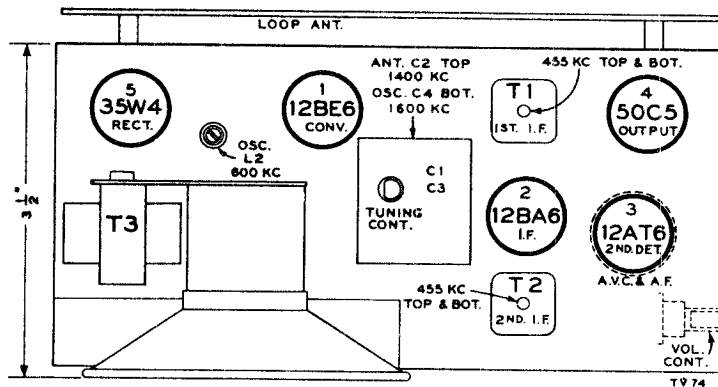 LOOP ANT.
5
35W4
RECT.
OSC.
L2
600 KC
1
12BE6
CONV.
ANT. C2 TOP
1400 KC
OSC. C4 BOT.
1600 KC
C1
C3
TUNING
CONT.
455 KC TOP & BOT.
T1
1ST. I.F.
4
50C5
OUTPUT
2
12BA6
I.F.
3
12AT6
2ND. DET.
A.V.C. & A.F.
3 1/2"
T3
455 KC
TOP & BOT.
T2
2ND. I.F.
VOL.
CONT.
TV 74